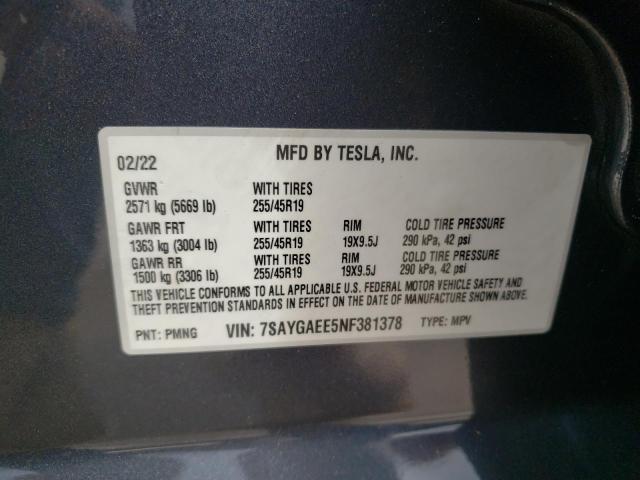 02/22 MFD BY TESLA, INC.
GVWR WITH TIRES
2571 kg (5669 lb) 255/45R19
GAWR FRT WITH TIRES RIM COLD TIRE PRESSURE
1363 kg (3004 lb) 255/45R19 19X9.5J 290 kPa, 42 psi
GAWR RR WITH TIRES RIM COLD TIRE PRESSURE
1500 kg (3306 lb) 255/45R19 19X9.5J 290 kPa, 42 psi
THIS VEHICLE CONFORMS TO ALL APPLICABLE U.S. FEDERAL MOTOR VEHICLE SAFETY AND
THEFT PREVENTION STANDARDS IN EFFECT ON THE DATE OF MANUFACTURE SHOWN ABOVE.
PNT: PMNG VIN: 7SAYGAEE5NF381378 TYPE: MPV